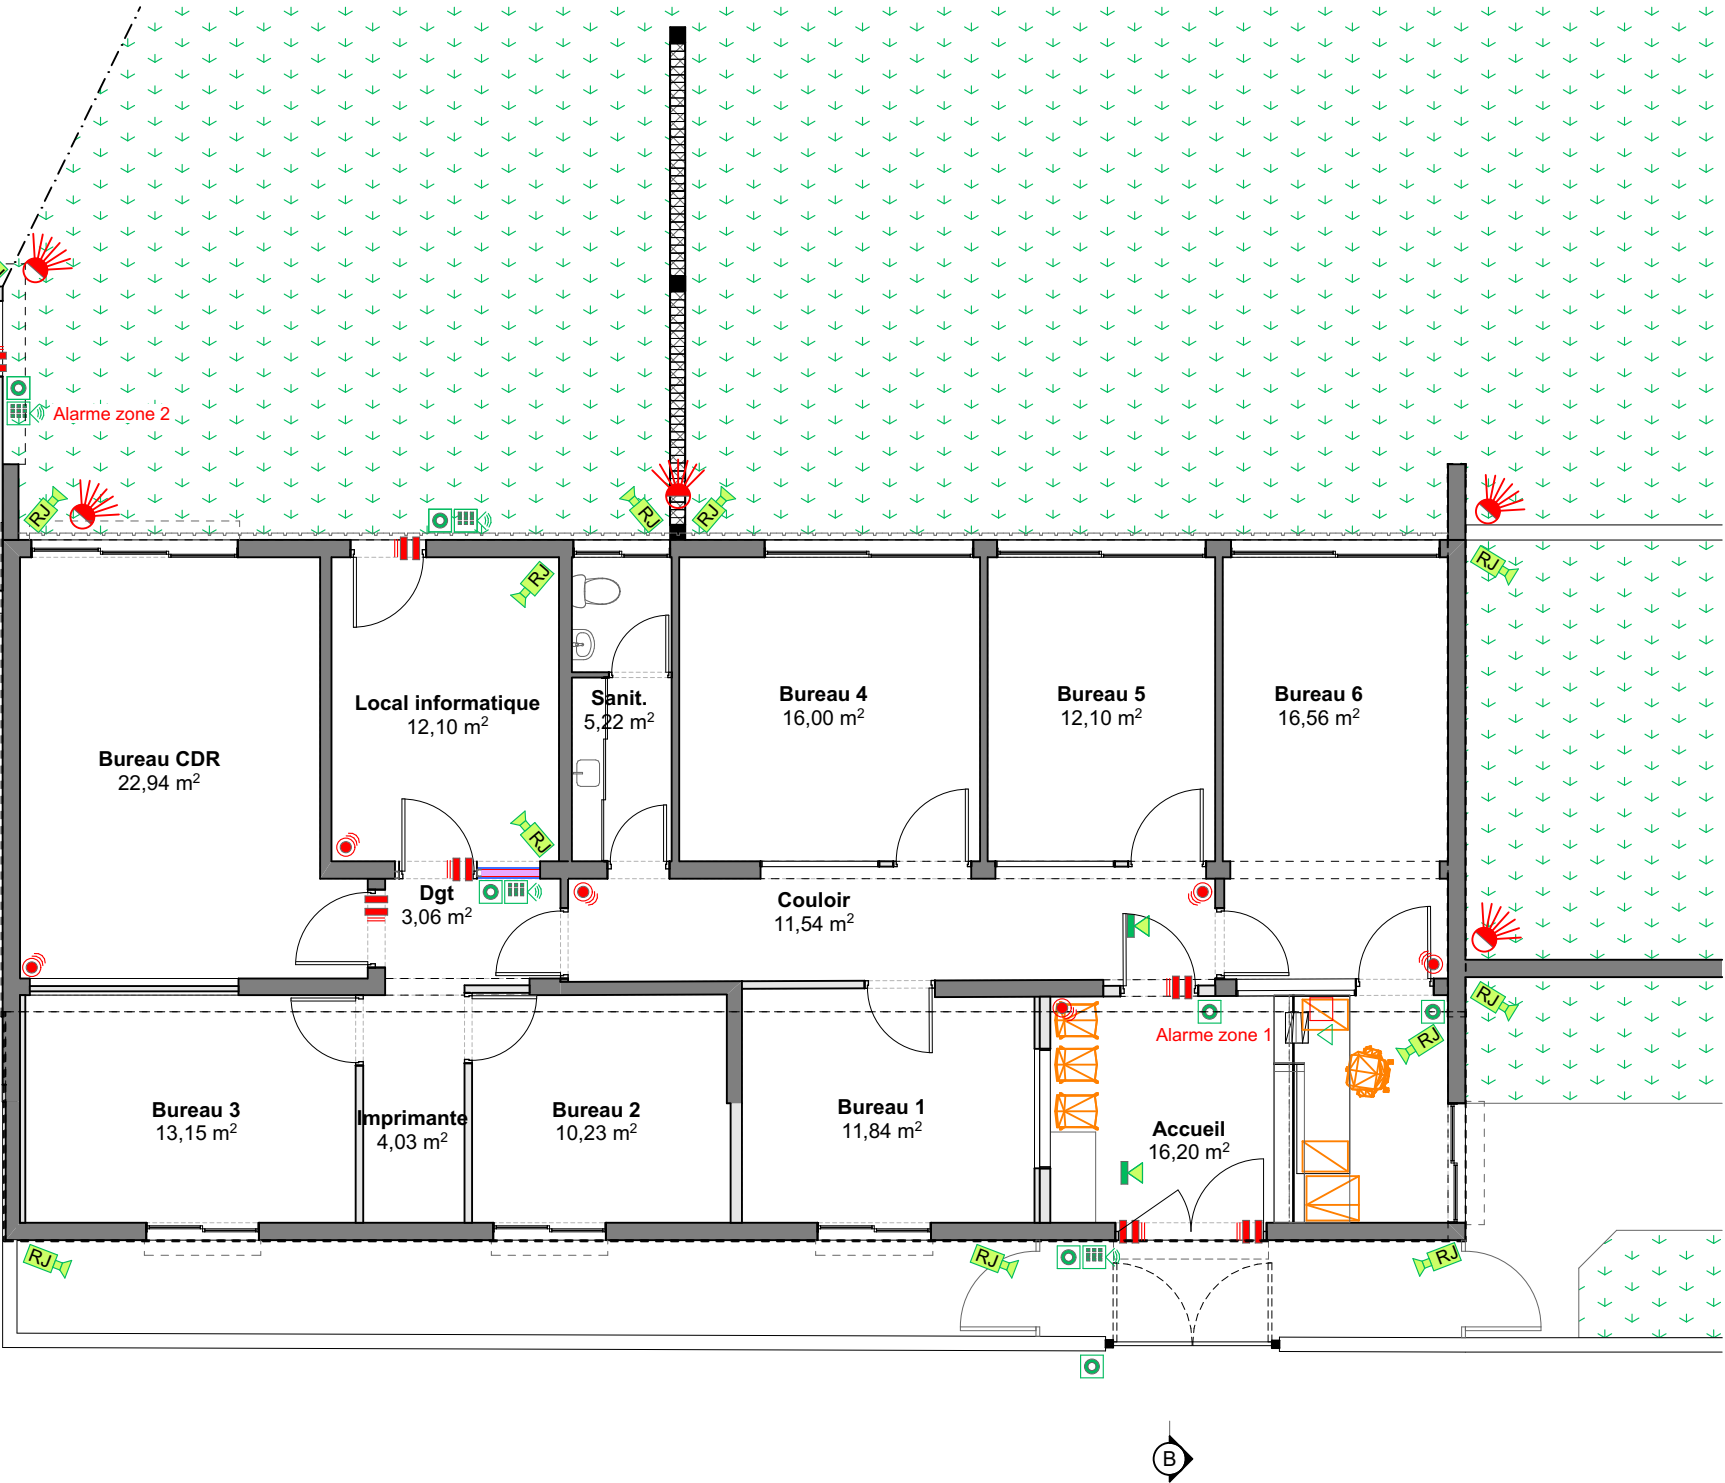 Alarme zone 2
RJ
RJ
RJ
RJ
RJ
Local informatique
12,10 m²
Sanit.
5,22 m²
Bureau 4
16,00 m²
Bureau 5
12,10 m²
Bureau 6
16,56 m²
Bureau CDR
22,94 m²
RJ
Dgt
3,06 m²
Couloir
11,54 m²
RJ
Alarme zone 1
RJ
Bureau 3
13,15 m²
Imprimante
4,03 m²
Bureau 2
10,23 m²
Bureau 1
11,84 m²
Accueil
16,20 m²
RJ
RJ
RJ
B